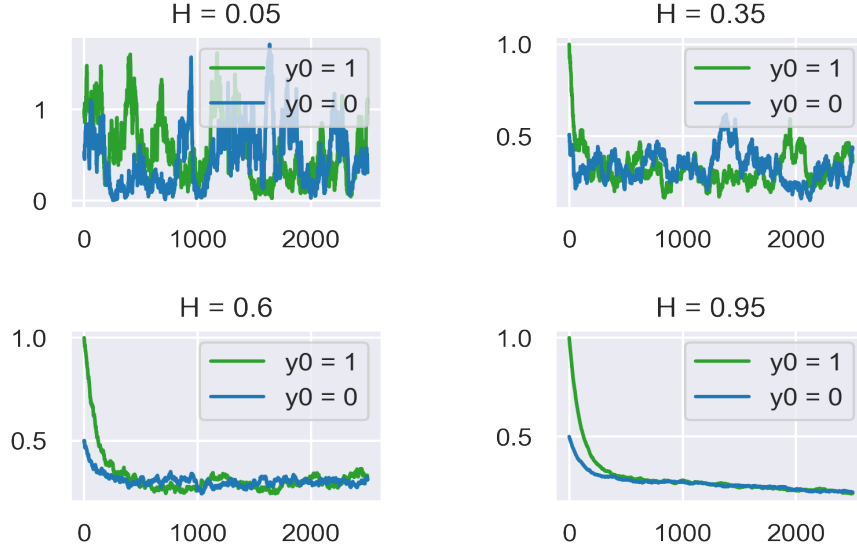 H = 0.05
1
0
0 1000 2000
y0 = 1
y0 = 0
H = 0.35
1.0
0.5
0 1000 2000
y0 = 1
y0 = 0
H = 0.6
1.0
0.5
0 1000 2000
y0 = 1
y0 = 0
H = 0.95
1.0
0.5
0 1000 2000
y0 = 1
y0 = 0